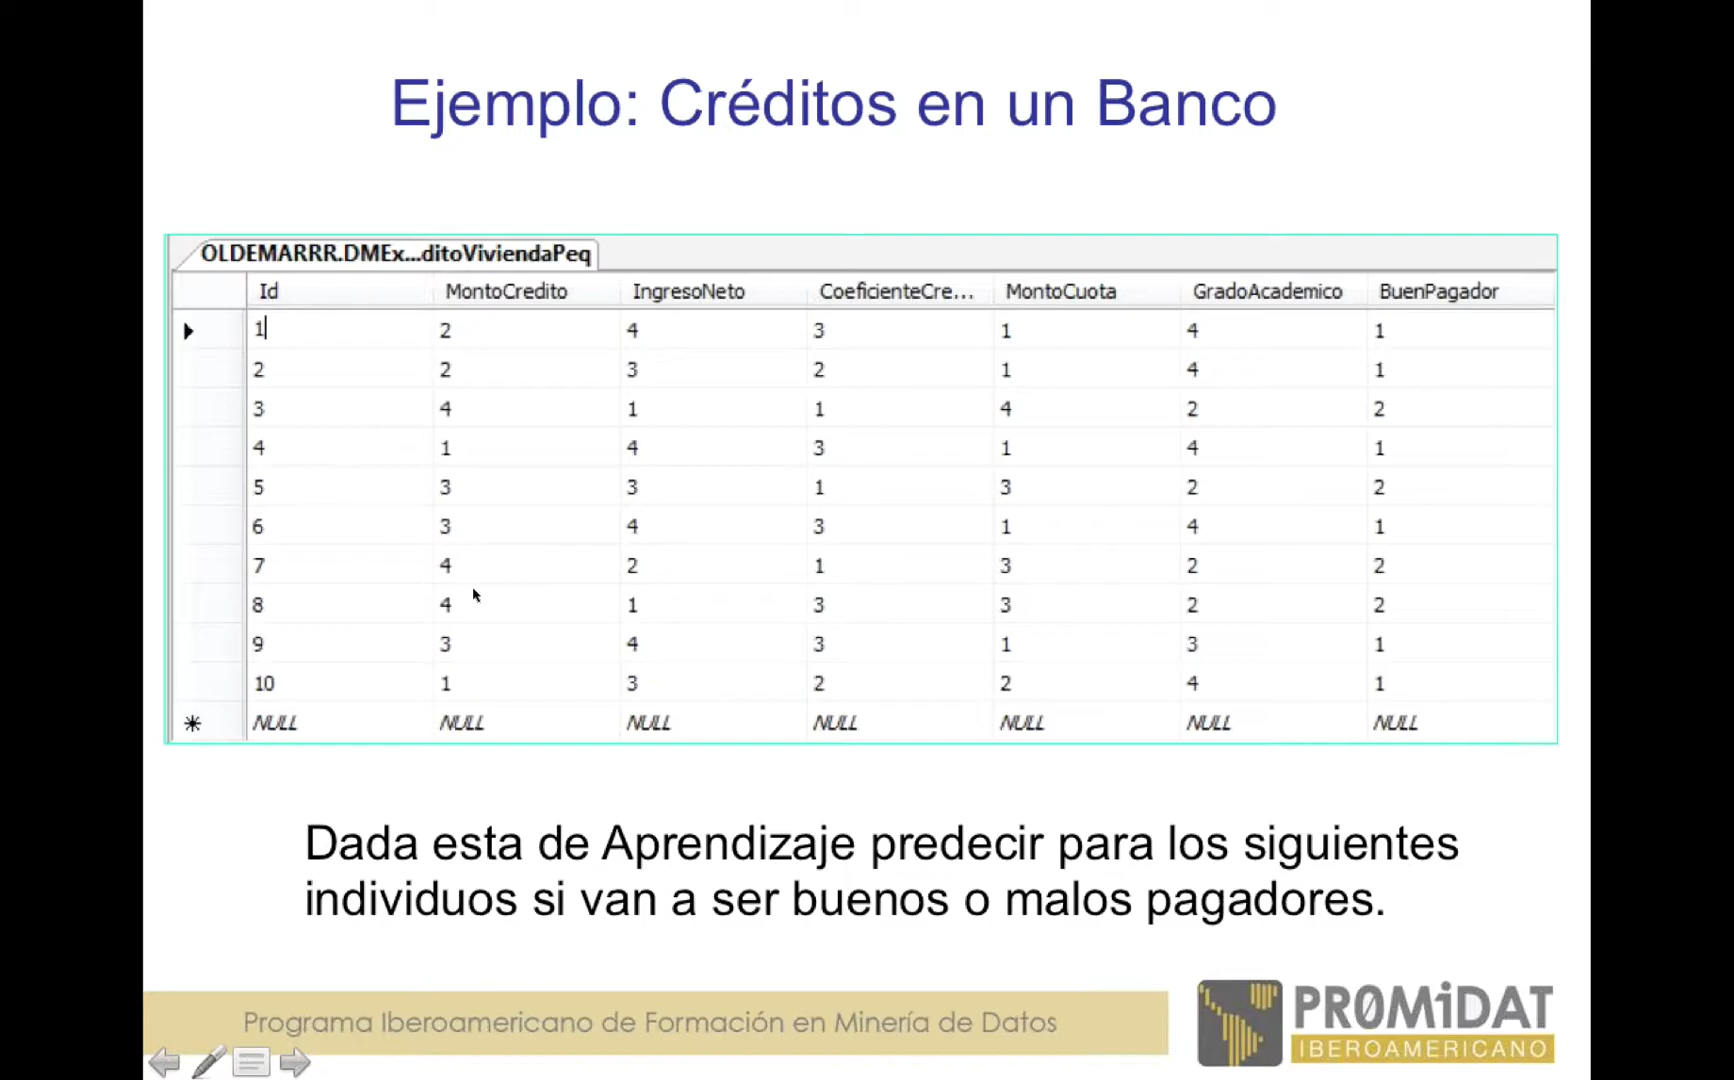 Ejemplo: Créditos en un Banco
OLDEMARRR.DMEx...ditoViviendaPeq
Id MontoCredito IngresoNeto CoeficienteCre... MontoCuota GradoAcademico BuenPagador
1 2 4 3 1 4 1
2 2 3 2 1 4 1
3 4 1 1 4 2 2
4 1 4 3 1 4 1
5 3 3 1 3 2 2
6 3 4 3 1 4 1
7 4 2 1 3 2 2
8 4 1 3 3 2 2
9 3 4 3 1 3 1
10 1 3 2 2 4 1
NULL NULL NULL NULL NULL NULL NULL
Dada esta de Aprendizaje predecir para los siguientes
individuos si van a ser buenos o malos pagadores.
Programa Iberoamericano de Formación en Minería de Datos
PR0MiDAT
IBEROAMERICANO